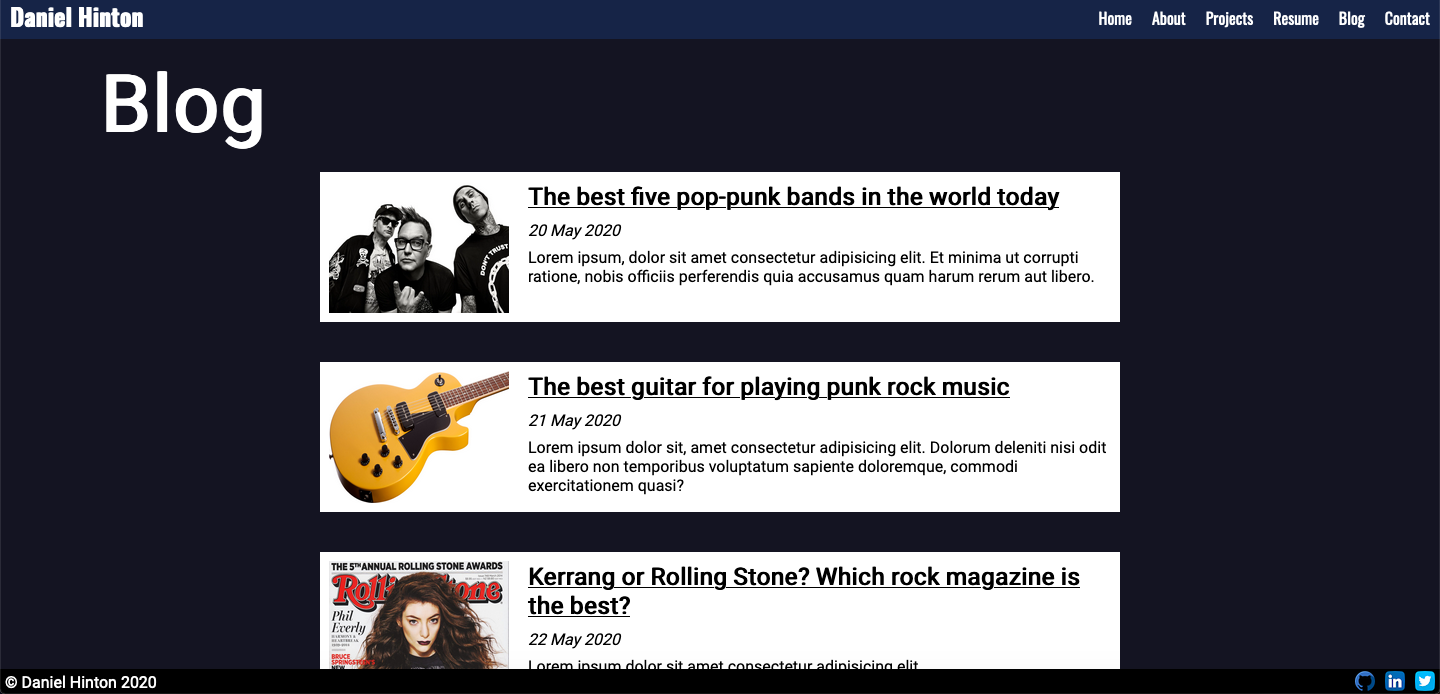 Daniel Hinton
Home About Projects Resume Blog Contact
Blog
DON'T TRUST
The best five pop-punk bands in the world today
20 May 2020
Lorem ipsum, dolor sit amet consectetur adipisicing elit. Et minima ut corrupti
ratione, nobis officiis perferendis quia accusamus quam harum rerum aut libero.
The best guitar for playing punk rock music
21 May 2020
Lorem ipsum dolor sit, amet consectetur adipisicing elit. Dolorum deleniti nisi odit
ea libero non temporibus voluptatum sapiente doloremque, commodi
exercitationem quasi?
THE 5TH ANNUAL ROLLING STONE AWARDS
Rolling Stone
Phil
Everly
HARMONY &
HEARTBREAK
BRUCE
SPRINGSTEEN'S
NEW
Kerrang or Rolling Stone? Which rock magazine is
the best?
22 May 2020
Lorem ipsum dolor sit amet consectetur adipisicing elit.
© Daniel Hinton 2020
in